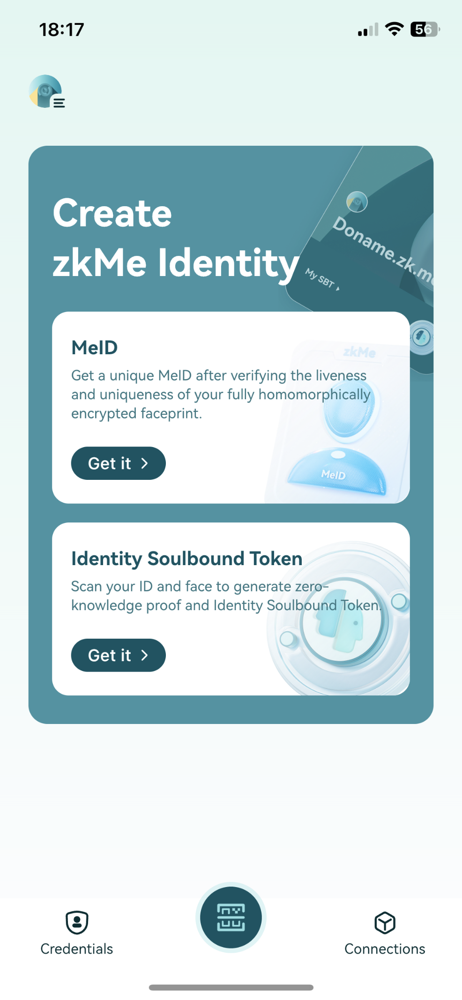 18:17
56
Create
zkMe Identity
Doname.zk.me
My SBT
MeID
Get a unique MeID after verifying the liveness
and uniqueness of your fully homomorphically
encrypted faceprint.
zkMe
MeID
Get it
Identity Soulbound Token
Scan your ID and face to generate zero-
knowledge proof and Identity Soulbound Token.
Get it
Credentials
Connections